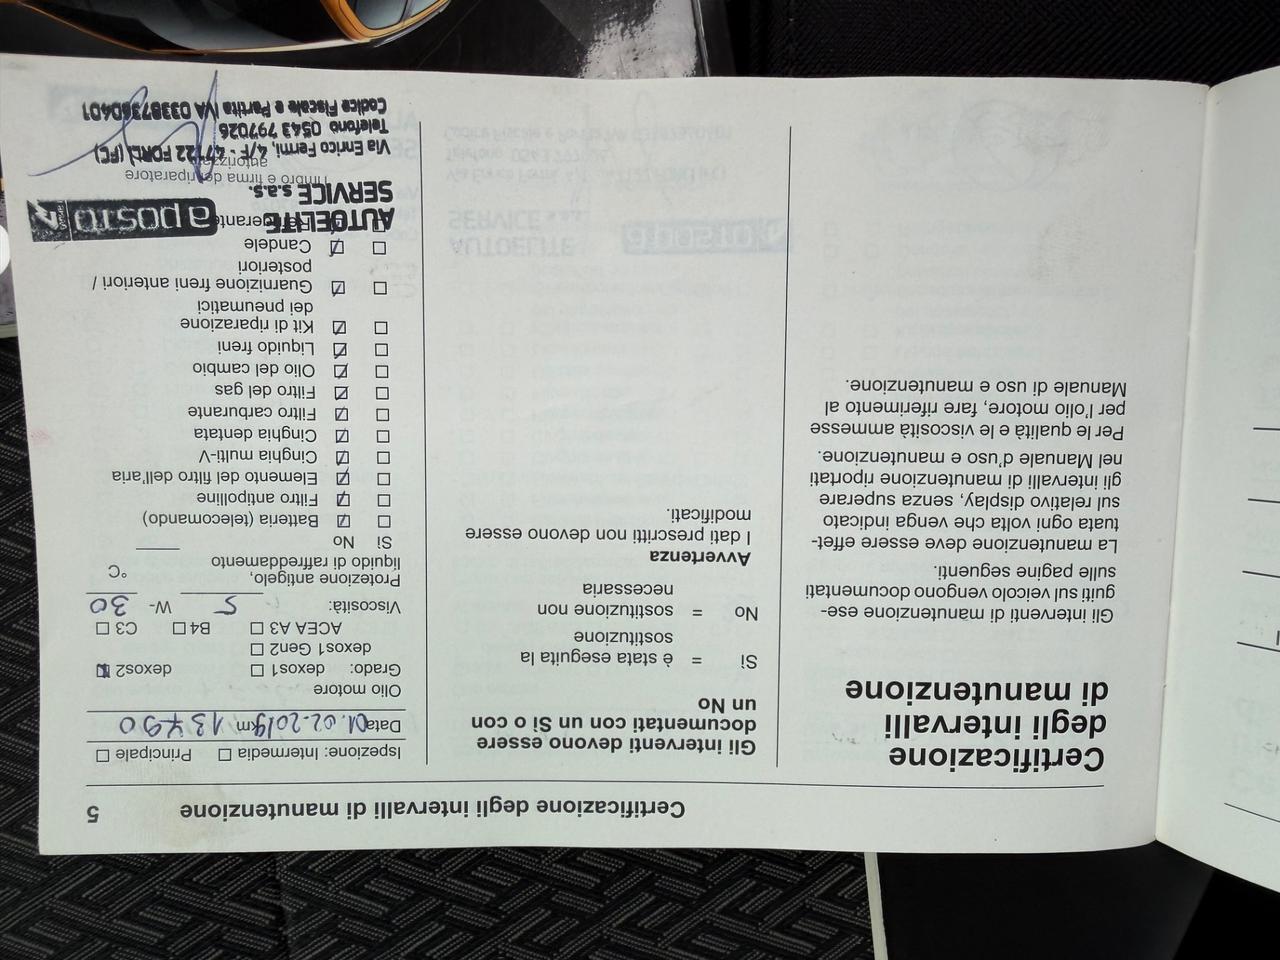 Certificazione degli intervalli di manutenzione 5
Certificazione
degli intervalli
di manutenzione
Gli interventi di manutenzione ese-
guiti sul veicolo vengono documentati
sulle pagine seguenti.
La manutenzione deve essere effet-
tuata ogni volta che venga indicato
sul relativo display, senza superare
gli intervalli di manutenzione riportati
nel Manuale d'uso e manutenzione.
Per le qualità e le viscosità ammesse
per l'olio motore, fare riferimento al
Manuale di uso e manutenzione.
Gli interventi devono essere
documentati con un Sì o con
un No
Sì = è stata eseguita la
sostituzione
No = sostituzione non
necessaria
Avvertenza
I dati prescritti non devono essere
modificati.
Ispezione: Intermedia ☐ Principale ☐
Data 01.02.2019 km 137490
Olio motore
Grado: dexos1 ☐ dexos2 ☒
dexos1 Gen2 ☐
ACEA A3 ☐ B4 ☐ C3 ☐
Viscosità: 5 W- 30
Protezione antigelo,
liquido di raffreddamento °C
Sì No
☐ ☑ Batteria (telecomando)
☐ ☑ Filtro antipolline
☐ ☑ Elemento del filtro dell'aria
☐ ☑ Cinghia multi-V
☐ ☑ Cinghia dentata
☐ ☑ Filtro carburante
☐ ☑ Filtro del gas
☐ ☑ Olio del cambio
☐ ☑ Liquido freni
☐ ☑ Kit di riparazione
dei pneumatici
☐ ☑ Guarnizione freni anteriori /
posteriori
☐ ☑ Candele
AUTOELITE
SERVICE s.a.s.
a posto
Timbro e firma del riparatore
autorizzato
Via Enrico Fermi, 4/F - 47122 FORLÌ (FC)
Telefono 0543 797026
Codice Fiscale e Partita IVA 03387360401